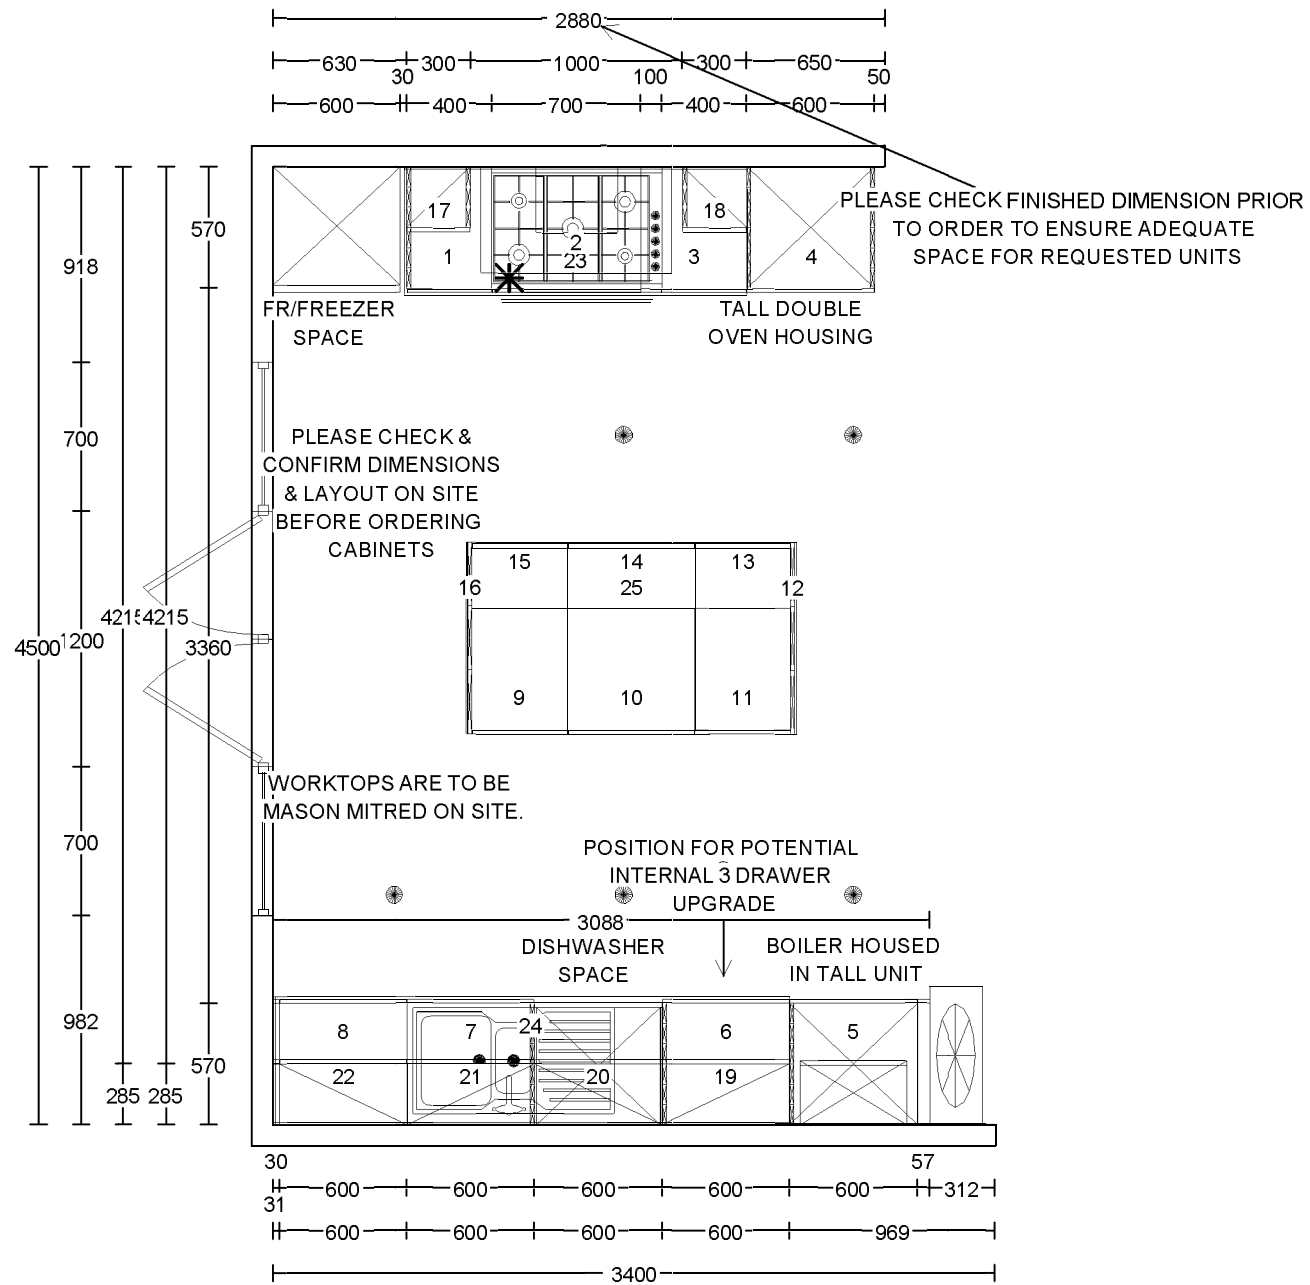 2880
630 300 1000 300 650
30 100 50
600 400 700 400 600
PLEASE CHECK FINISHED DIMENSION PRIOR
TO ORDER TO ENSURE ADEQUATE
SPACE FOR REQUESTED UNITS
17 18
570
1 2 3 4
23
918
FR/FREEZER
SPACE
TALL DOUBLE
OVEN HOUSING
700
PLEASE CHECK &
CONFIRM DIMENSIONS
& LAYOUT ON SITE
BEFORE ORDERING
CABINETS
15 14 13
16 25 12
4215 4215
4500 1200 3360
9 10 11
WORKTOPS ARE TO BE
MASON MITRED ON SITE.
700
POSITION FOR POTENTIAL
INTERNAL 3 DRAWER
UPGRADE
3088
DISHWASHER
SPACE
BOILER HOUSED
IN TALL UNIT
982
8 7 24 6 5
570
22 21 20 19
285 285
30 57
600 600 600 600 600 312
31
600 600 600 600 969
3400